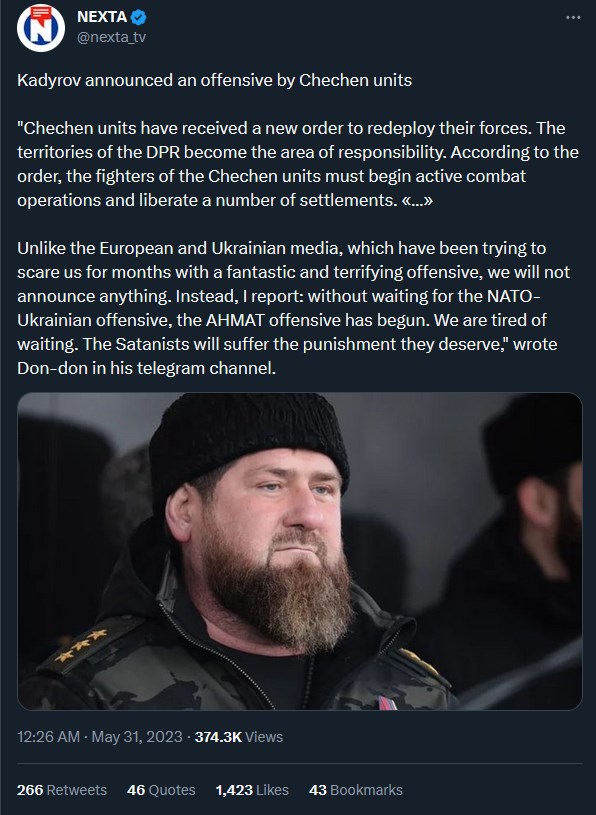 NEXTA
@nexta_tv
Kadyrov announced an offensive by Chechen units
"Chechen units have received a new order to redeploy their forces. The
territories of the DPR become the area of responsibility. According to the
order, the fighters of the Chechen units must begin active combat
operations and liberate a number of settlements. «...»
Unlike the European and Ukrainian media, which have been trying to
scare us for months with a fantastic and terrifying offensive, we will not
announce anything. Instead, I report: without waiting for the NATO-
Ukrainian offensive, the AHMAT offensive has begun. We are tired of
waiting. The Satanists will suffer the punishment they deserve," wrote
Don-don in his telegram channel.
12:26 AM · May 31, 2023 · 374.3K Views
266 Retweets 46 Quotes 1,423 Likes 43 Bookmarks